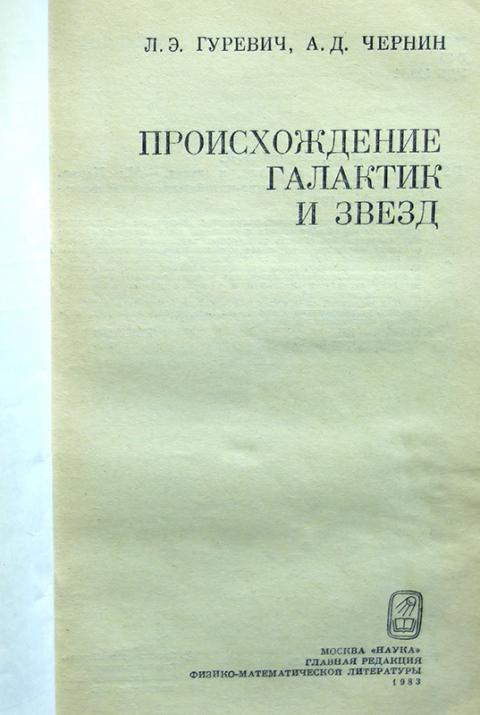 Л. Э. ГУРЕВИЧ, А. Д. ЧЕРНИН
ПРОИСХОЖДЕНИЕ
ГАЛАКТИК
И ЗВЕЗД
МОСКВА «НАУКА»
ГЛАВНАЯ РЕДАКЦИЯ
ФИЗИКО-МАТЕМАТИЧЕСКОЙ ЛИТЕРАТУРЫ
1983